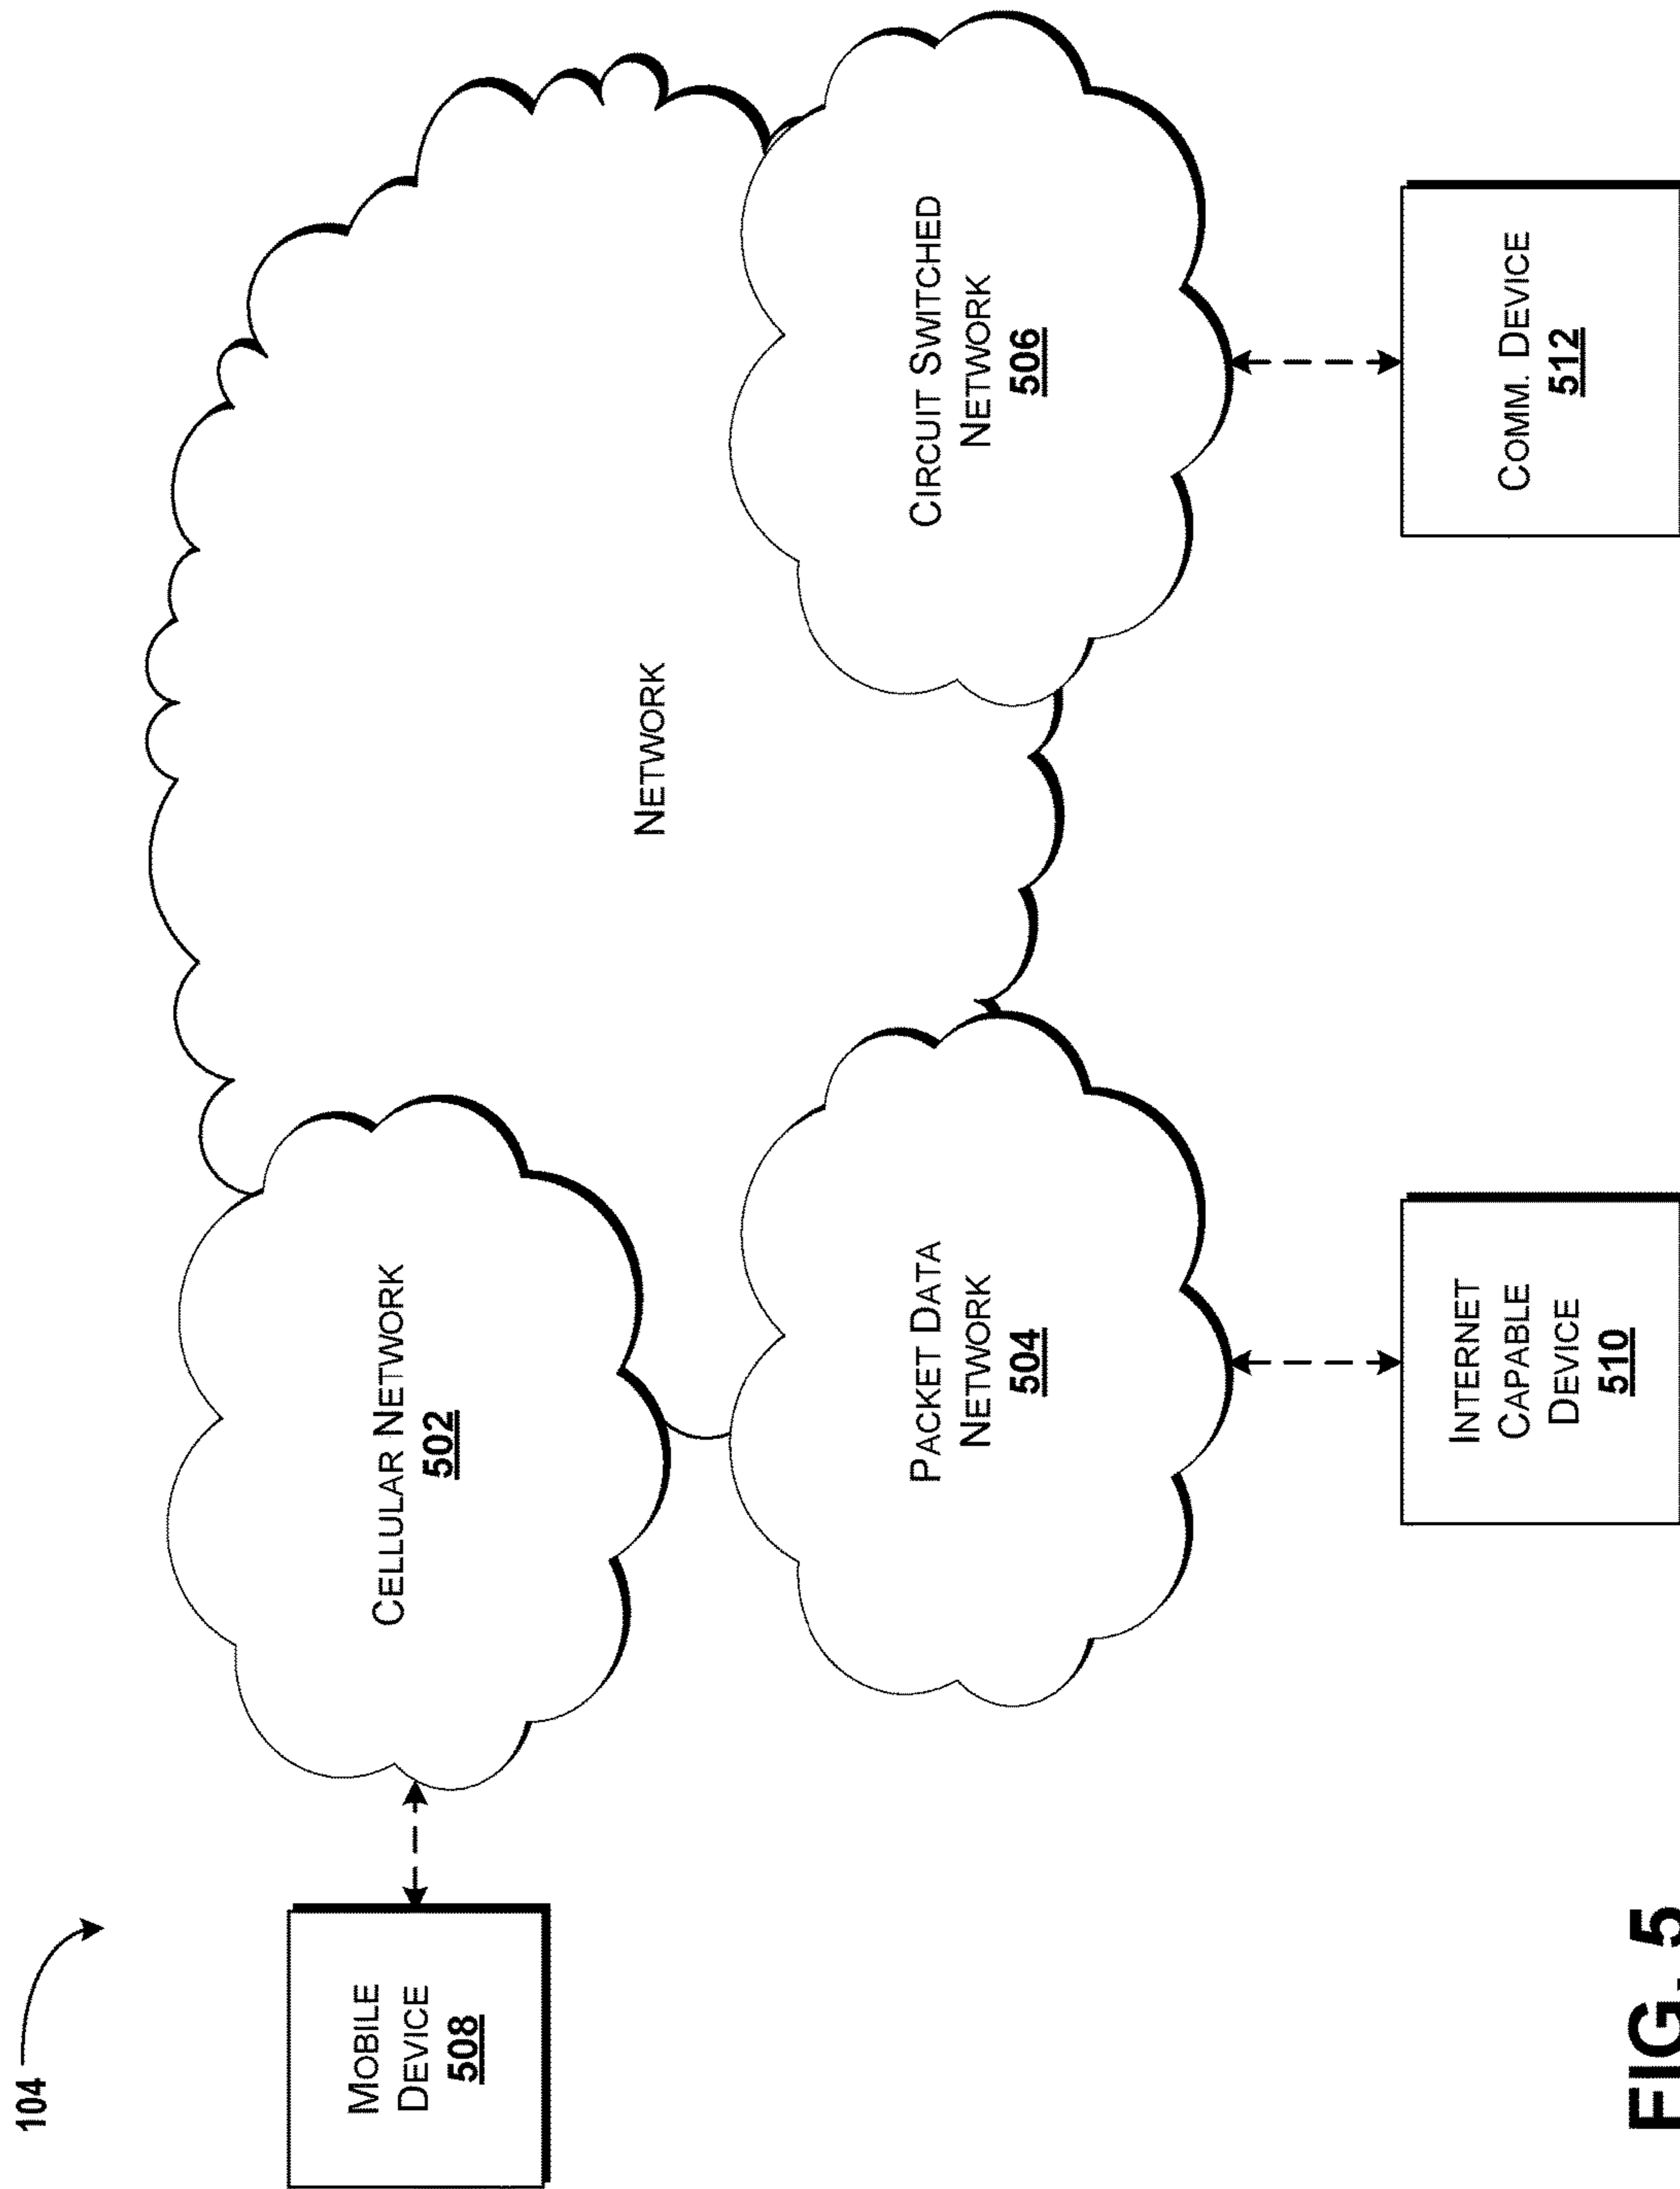 104
MOBILE
DEVICE
508
CELLULAR NETWORK
502
NETWORK
PACKET DATA
NETWORK
504
CIRCUIT SWITCHED
NETWORK
506
INTERNET
CAPABLE
DEVICE
510
COMM. DEVICE
512
FIG. 5